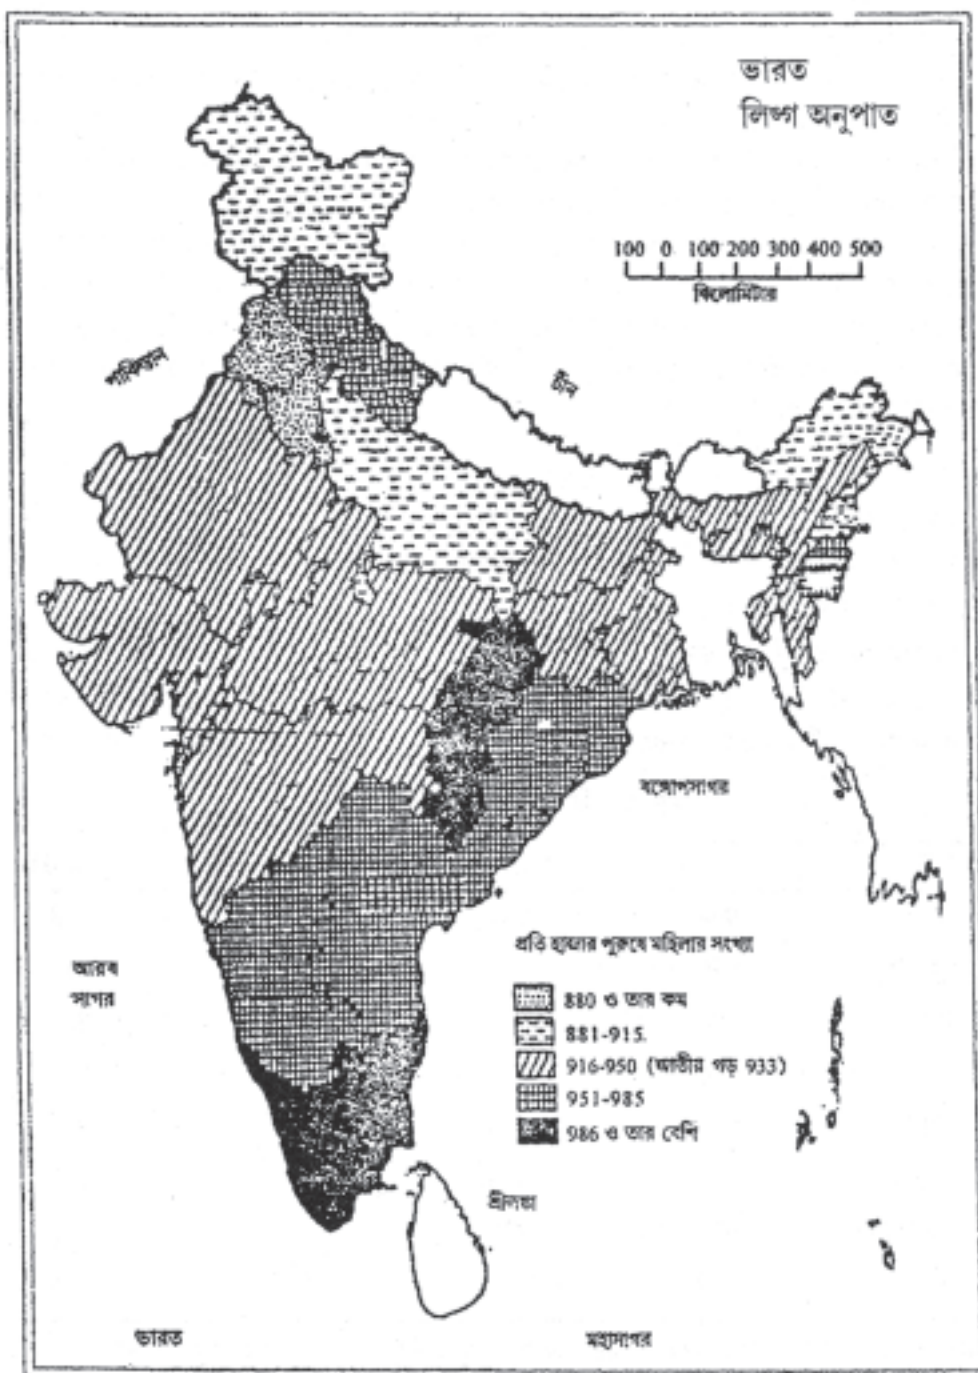 ভারত
লিঙ্গ অনুপাত
100 0 100 200 300 400 500
কিলোমিটার
পাকিস্তান
চীন
বঙ্গোপসাগর
আরব
সাগর
প্রতি হাজার পুরুষে মহিলার সংখ্যা
880 ও তার কম
881-915
916-950 (জাতীয় গড় 933)
951-985
986 ও তার বেশি
শ্রীলঙ্কা
ভারত
মহাসাগর